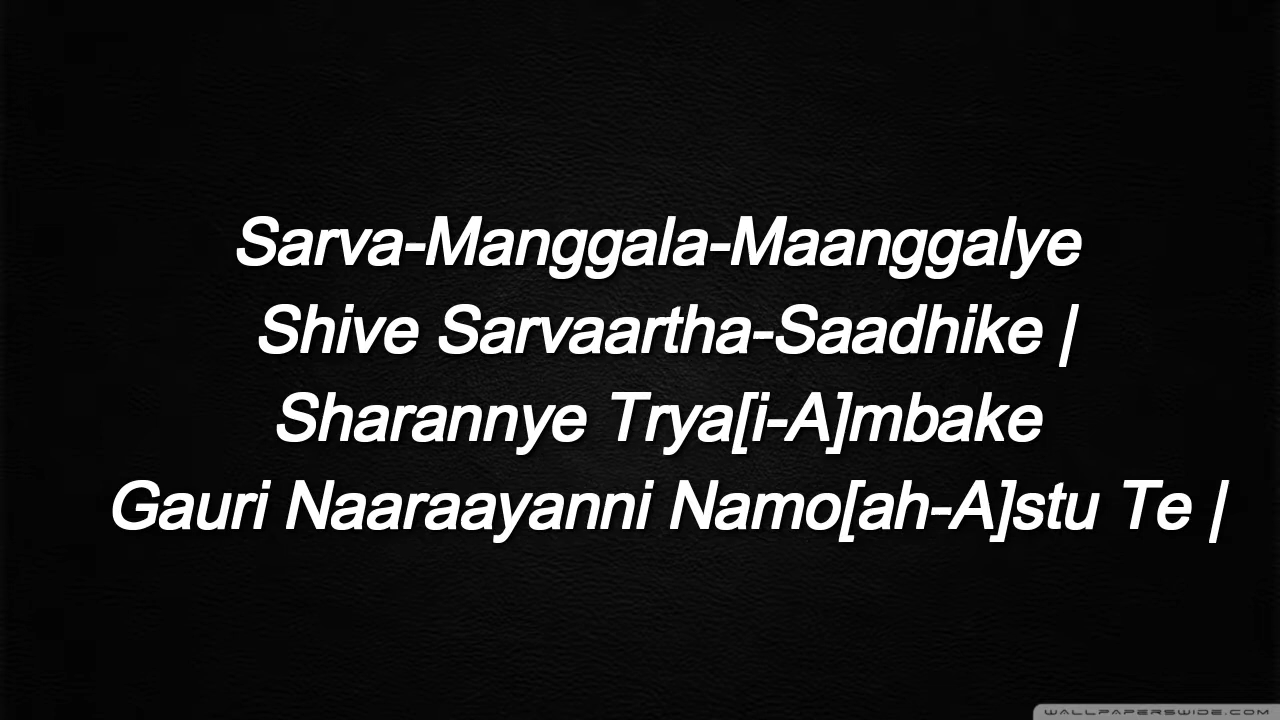 Sarva-Manggala-Maanggalye
Shive Sarvaartha-Saadhike |
Sharannye Trya[i-A]mbake
Gauri Naaraayanni Namo[ah-A]stu Te |
WALLPAPERSWIDE.COM